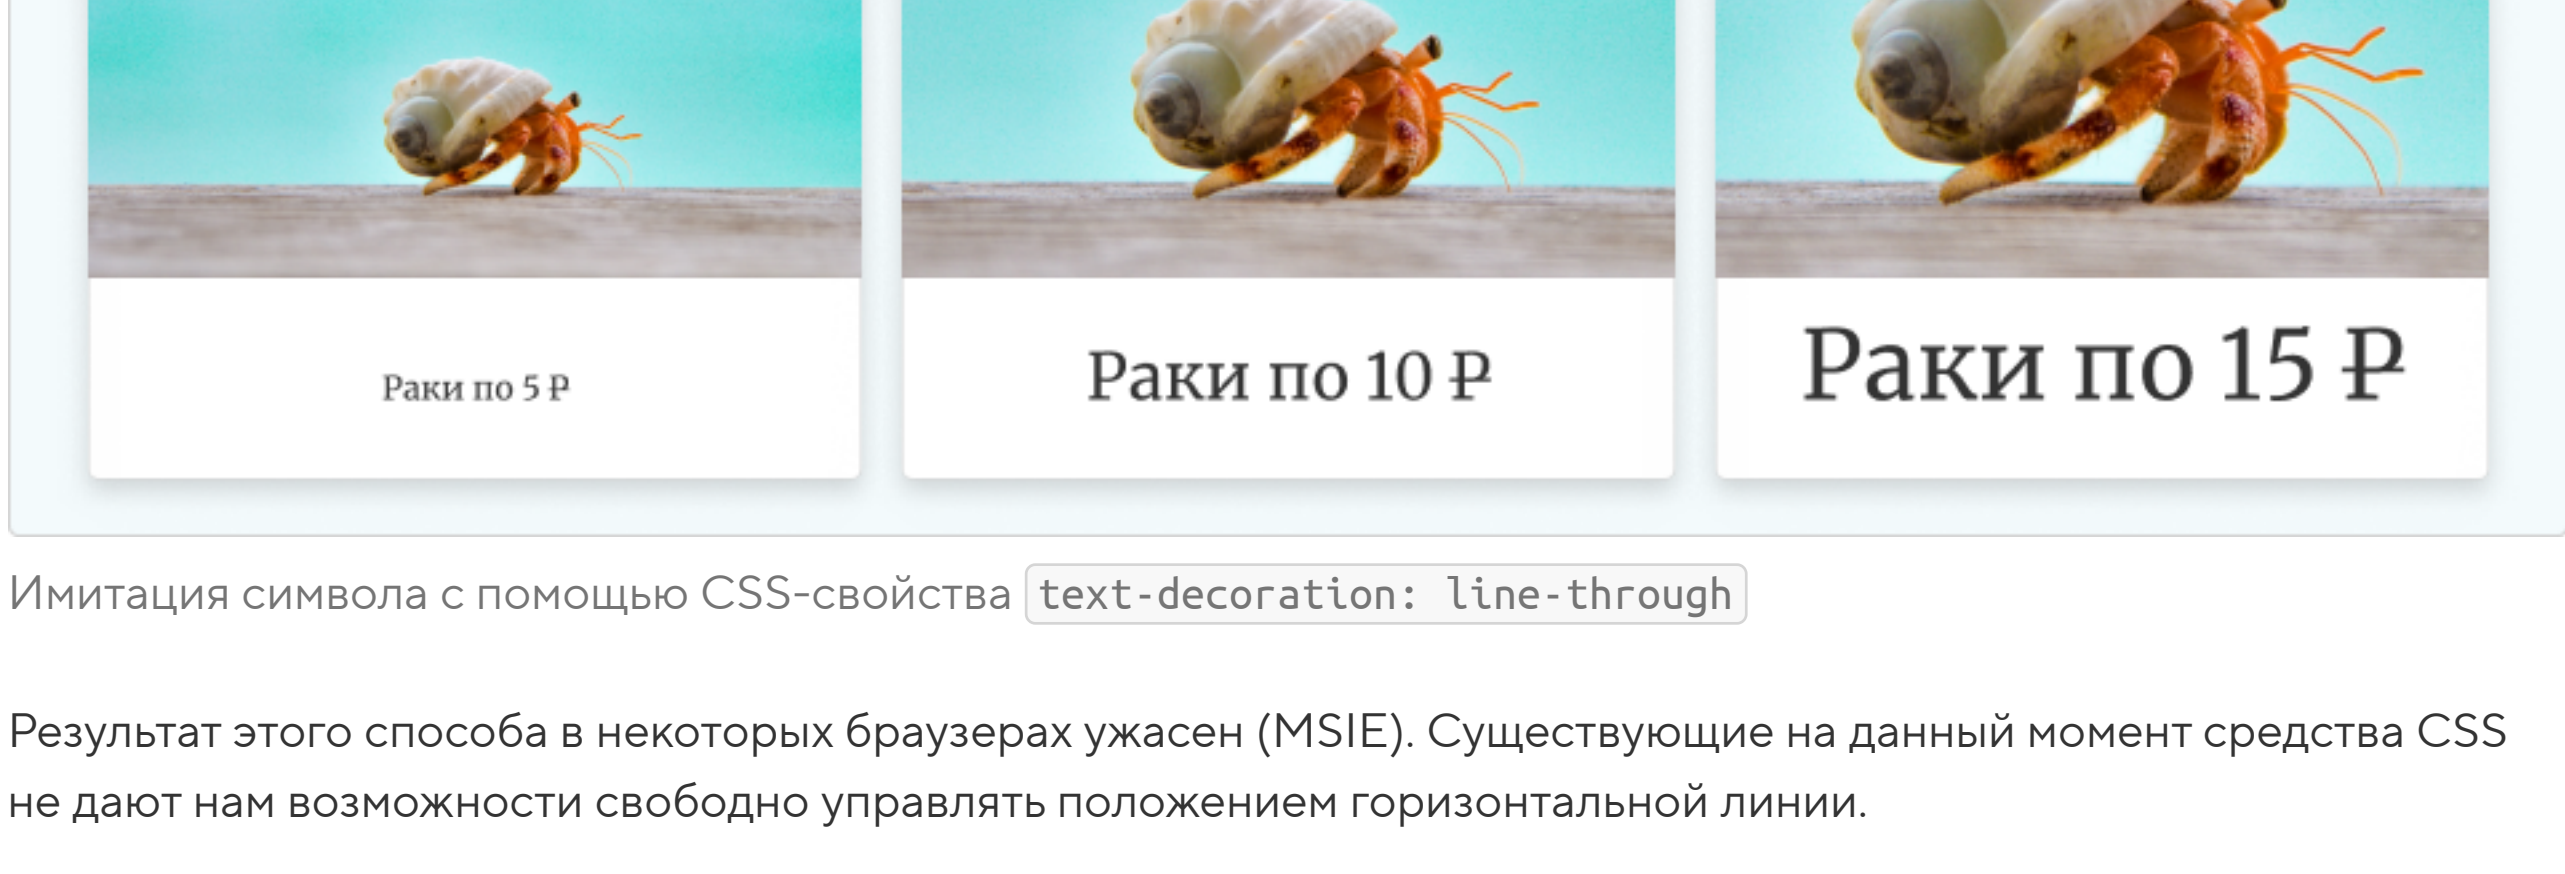 Раки по 5 ₽
Раки по 10 ₽
Раки по 15 ₽
Имитация символа с помощью CSS-свойства text-decoration: line-through
Результат этого способа в некоторых браузерах ужасен (MSIE). Существующие на данный момент средства CSS
не дают нам возможности свободно управлять положением горизонтальной линии.